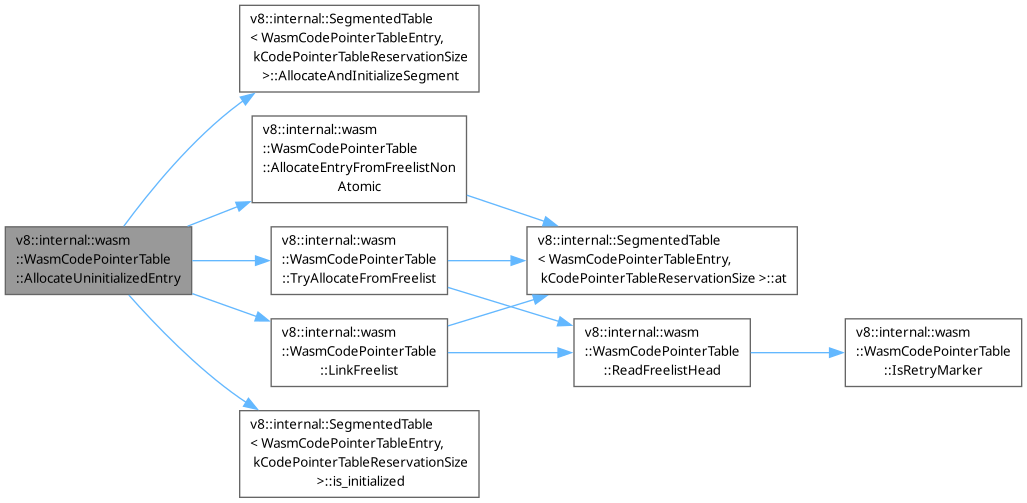 v8::internal::SegmentedTable
< WasmCodePointerTableEntry,
kCodePointerTableReservationSize
>::AllocateAndInitializeSegment
v8::internal::wasm
::WasmCodePointerTable
::AllocateEntryFromFreelistNon
Atomic
v8::internal::wasm
::WasmCodePointerTable
::AllocateUninitializedEntry
v8::internal::wasm
::WasmCodePointerTable
::TryAllocateFromFreelist
v8::internal::SegmentedTable
< WasmCodePointerTableEntry,
kCodePointerTableReservationSize >::at
v8::internal::wasm
::WasmCodePointerTable
::LinkFreelist
v8::internal::wasm
::WasmCodePointerTable
::ReadFreelistHead
v8::internal::wasm
::WasmCodePointerTable
::IsRetryMarker
v8::internal::SegmentedTable
< WasmCodePointerTableEntry,
kCodePointerTableReservationSize
>::is_initialized